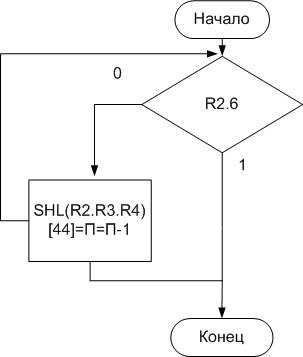 Начало
0
R2.6
1
SHL(R2.R3.R4)
[44]=П=П-1
Конец